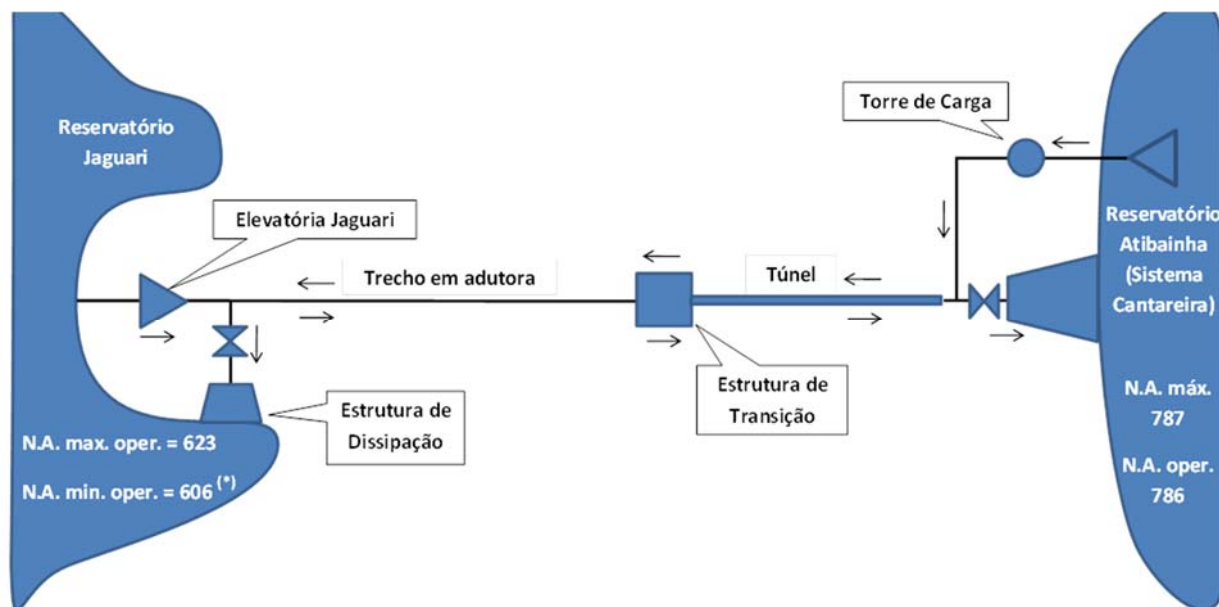 Reservatório
Jaguari
Torre de Carga
Elevatória Jaguari
Trecho em adutora
Túnel
Reservatório
Atibainha
(Sistema
Cantareira)
Estrutura de
Dissipação
Estrutura de
Transição
N.A. max. oper. = 623
N.A. min. oper. = 606 (*)
N.A. máx.
787
N.A. oper.
786